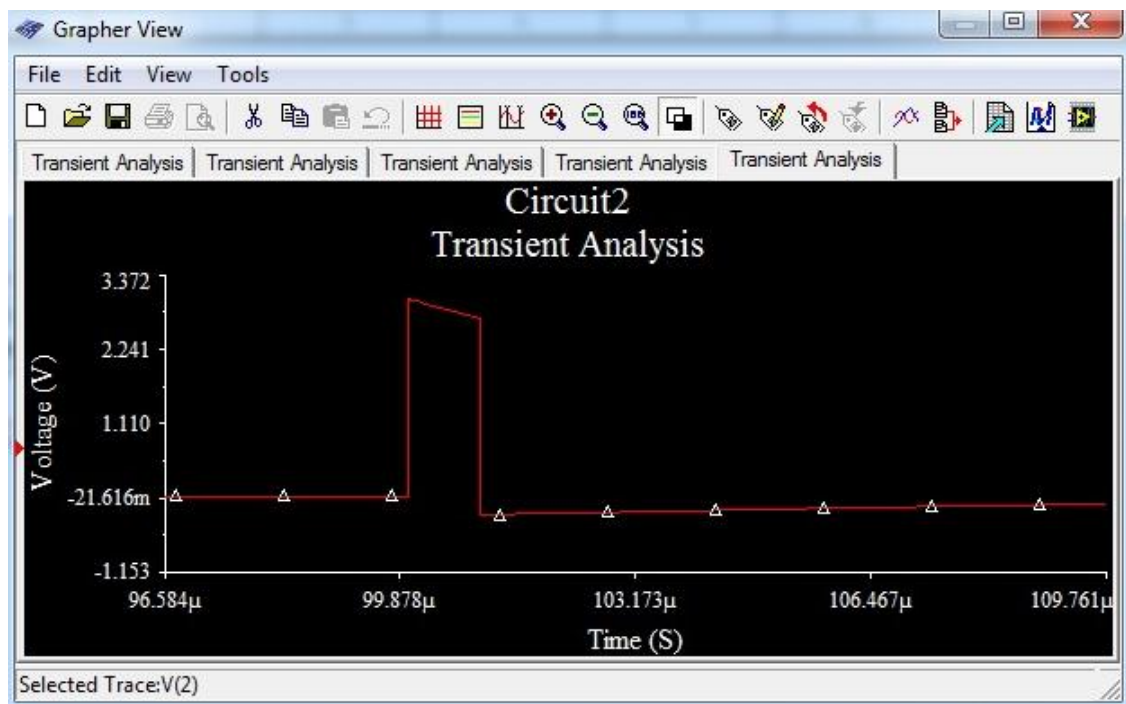 Grapher View
File Edit View Tools
Transient Analysis Transient Analysis Transient Analysis Transient Analysis Transient Analysis
Circuit2
Transient Analysis
Voltage (V)
3.372
2.241
1.110
-21.616m
-1.153
96.584µ 99.878µ 103.173µ 106.467µ 109.761µ
Time (S)
Selected Trace:V(2)